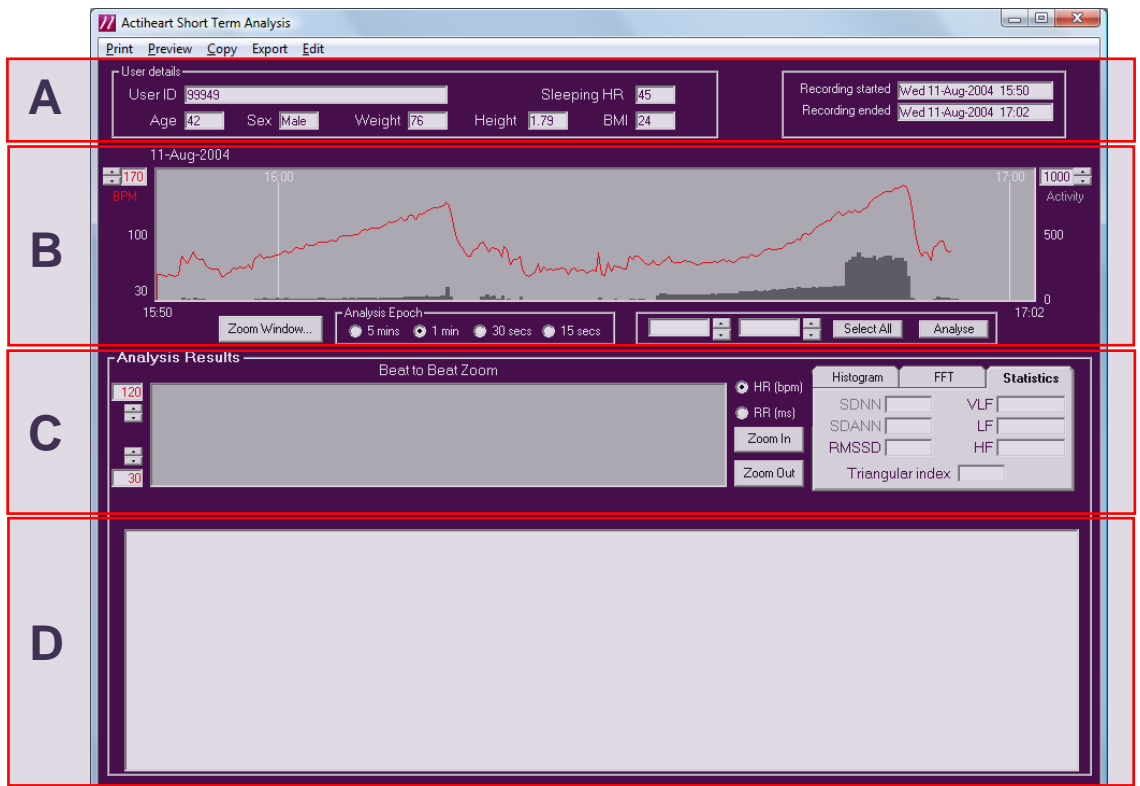 Actiheart Short Term Analysis
Print Preview Copy Export Edit
A
User details
User ID 99949 Sleeping HR 45
Age 42 Sex Male Weight 76 Height 1.79 BMI 24
Recording started Wed 11-Aug-2004 15:50
Recording ended Wed 11-Aug-2004 17:02
B
11-Aug-2004
170 16:00 17:00 1000
BPM Activity
100 500
30 0
15:50 17:02
Zoom Window...
Analysis Epoch
5 mins 1 min 30 secs 15 secs
Select All Analyse
C
Analysis Results
Beat to Beat Zoom
120
30
HR (bpm)
RR (ms)
Zoom In
Zoom Out
Histogram FFT Statistics
SDNN VLF
SDANN LF
RMSSD HF
Triangular index
D